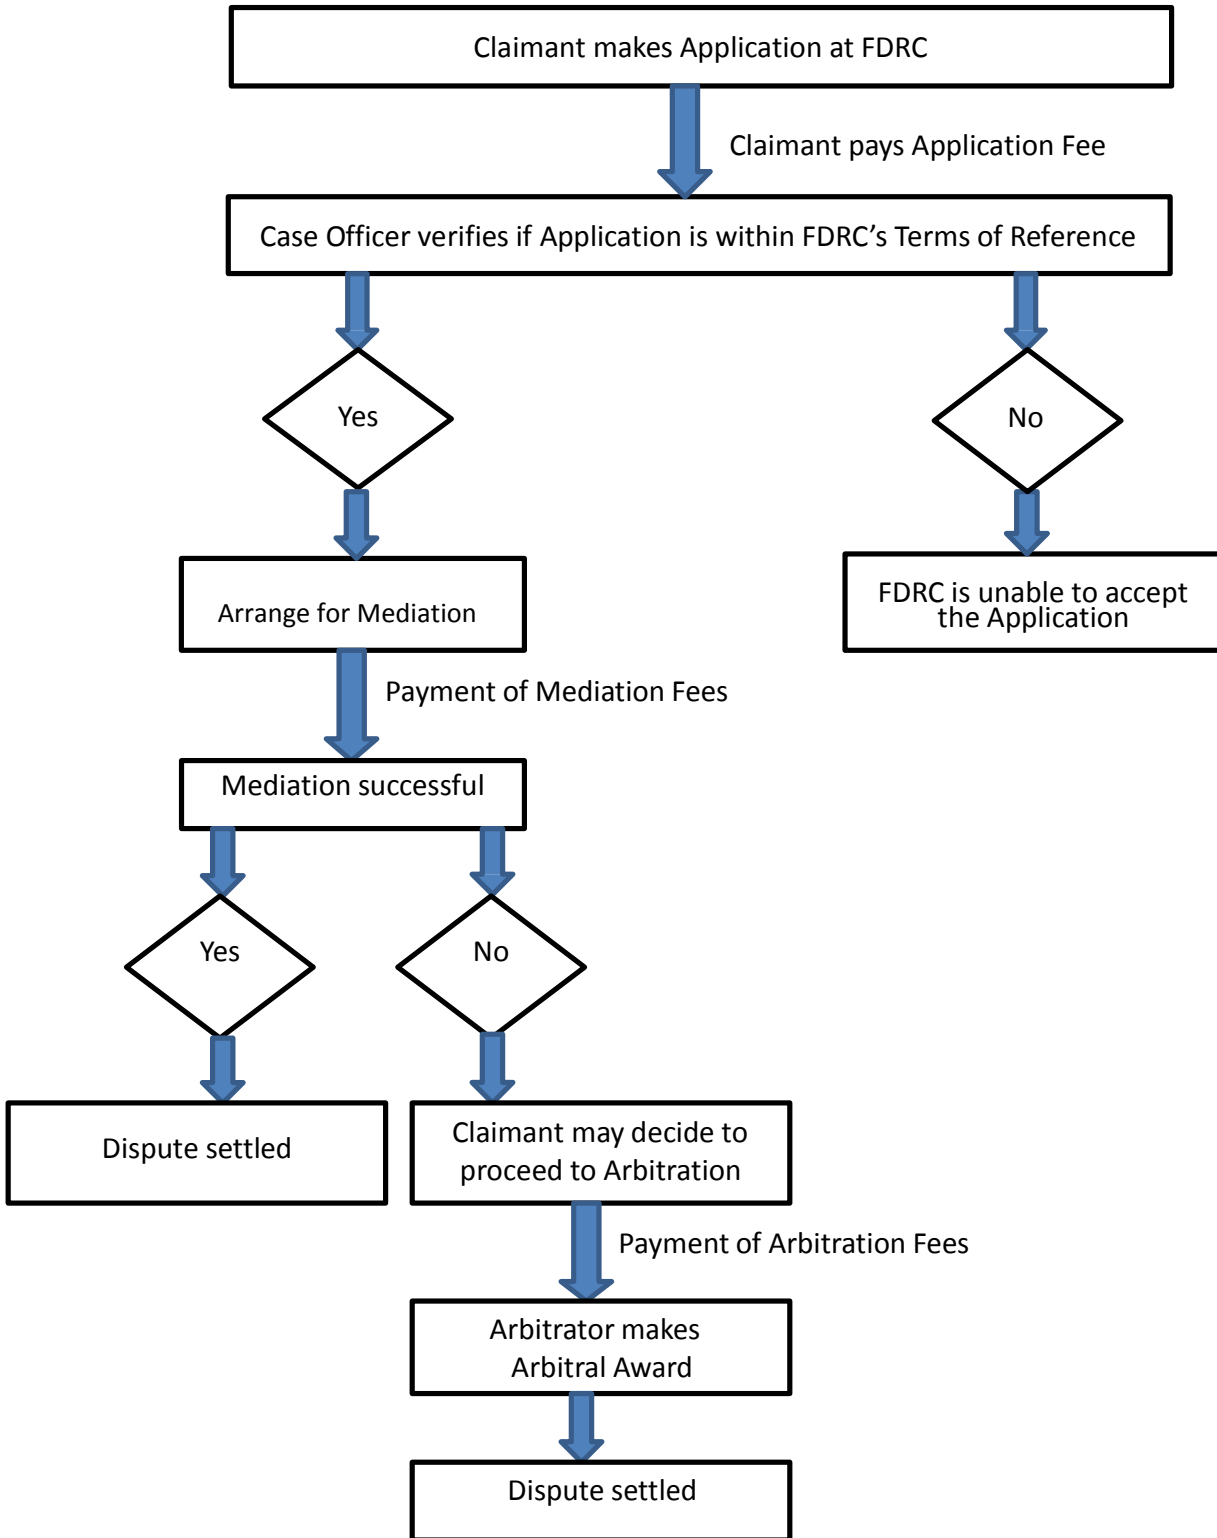 Claimant makes Application at FDRC
Claimant pays Application Fee
Case Officer verifies if Application is within FDRC’s Terms of Reference
Yes
No
Arrange for Mediation
FDRC is unable to accept
the Application
Payment of Mediation Fees
Mediation successful
Yes
No
Dispute settled
Claimant may decide to
proceed to Arbitration
Payment of Arbitration Fees
Arbitrator makes
Arbitral Award
Dispute settled